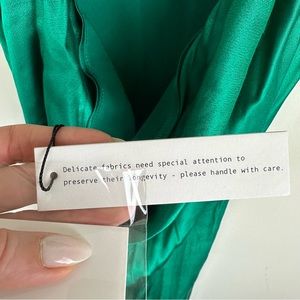 Delicate fabrics need special attention to
preserve their longevity - please handle with care.